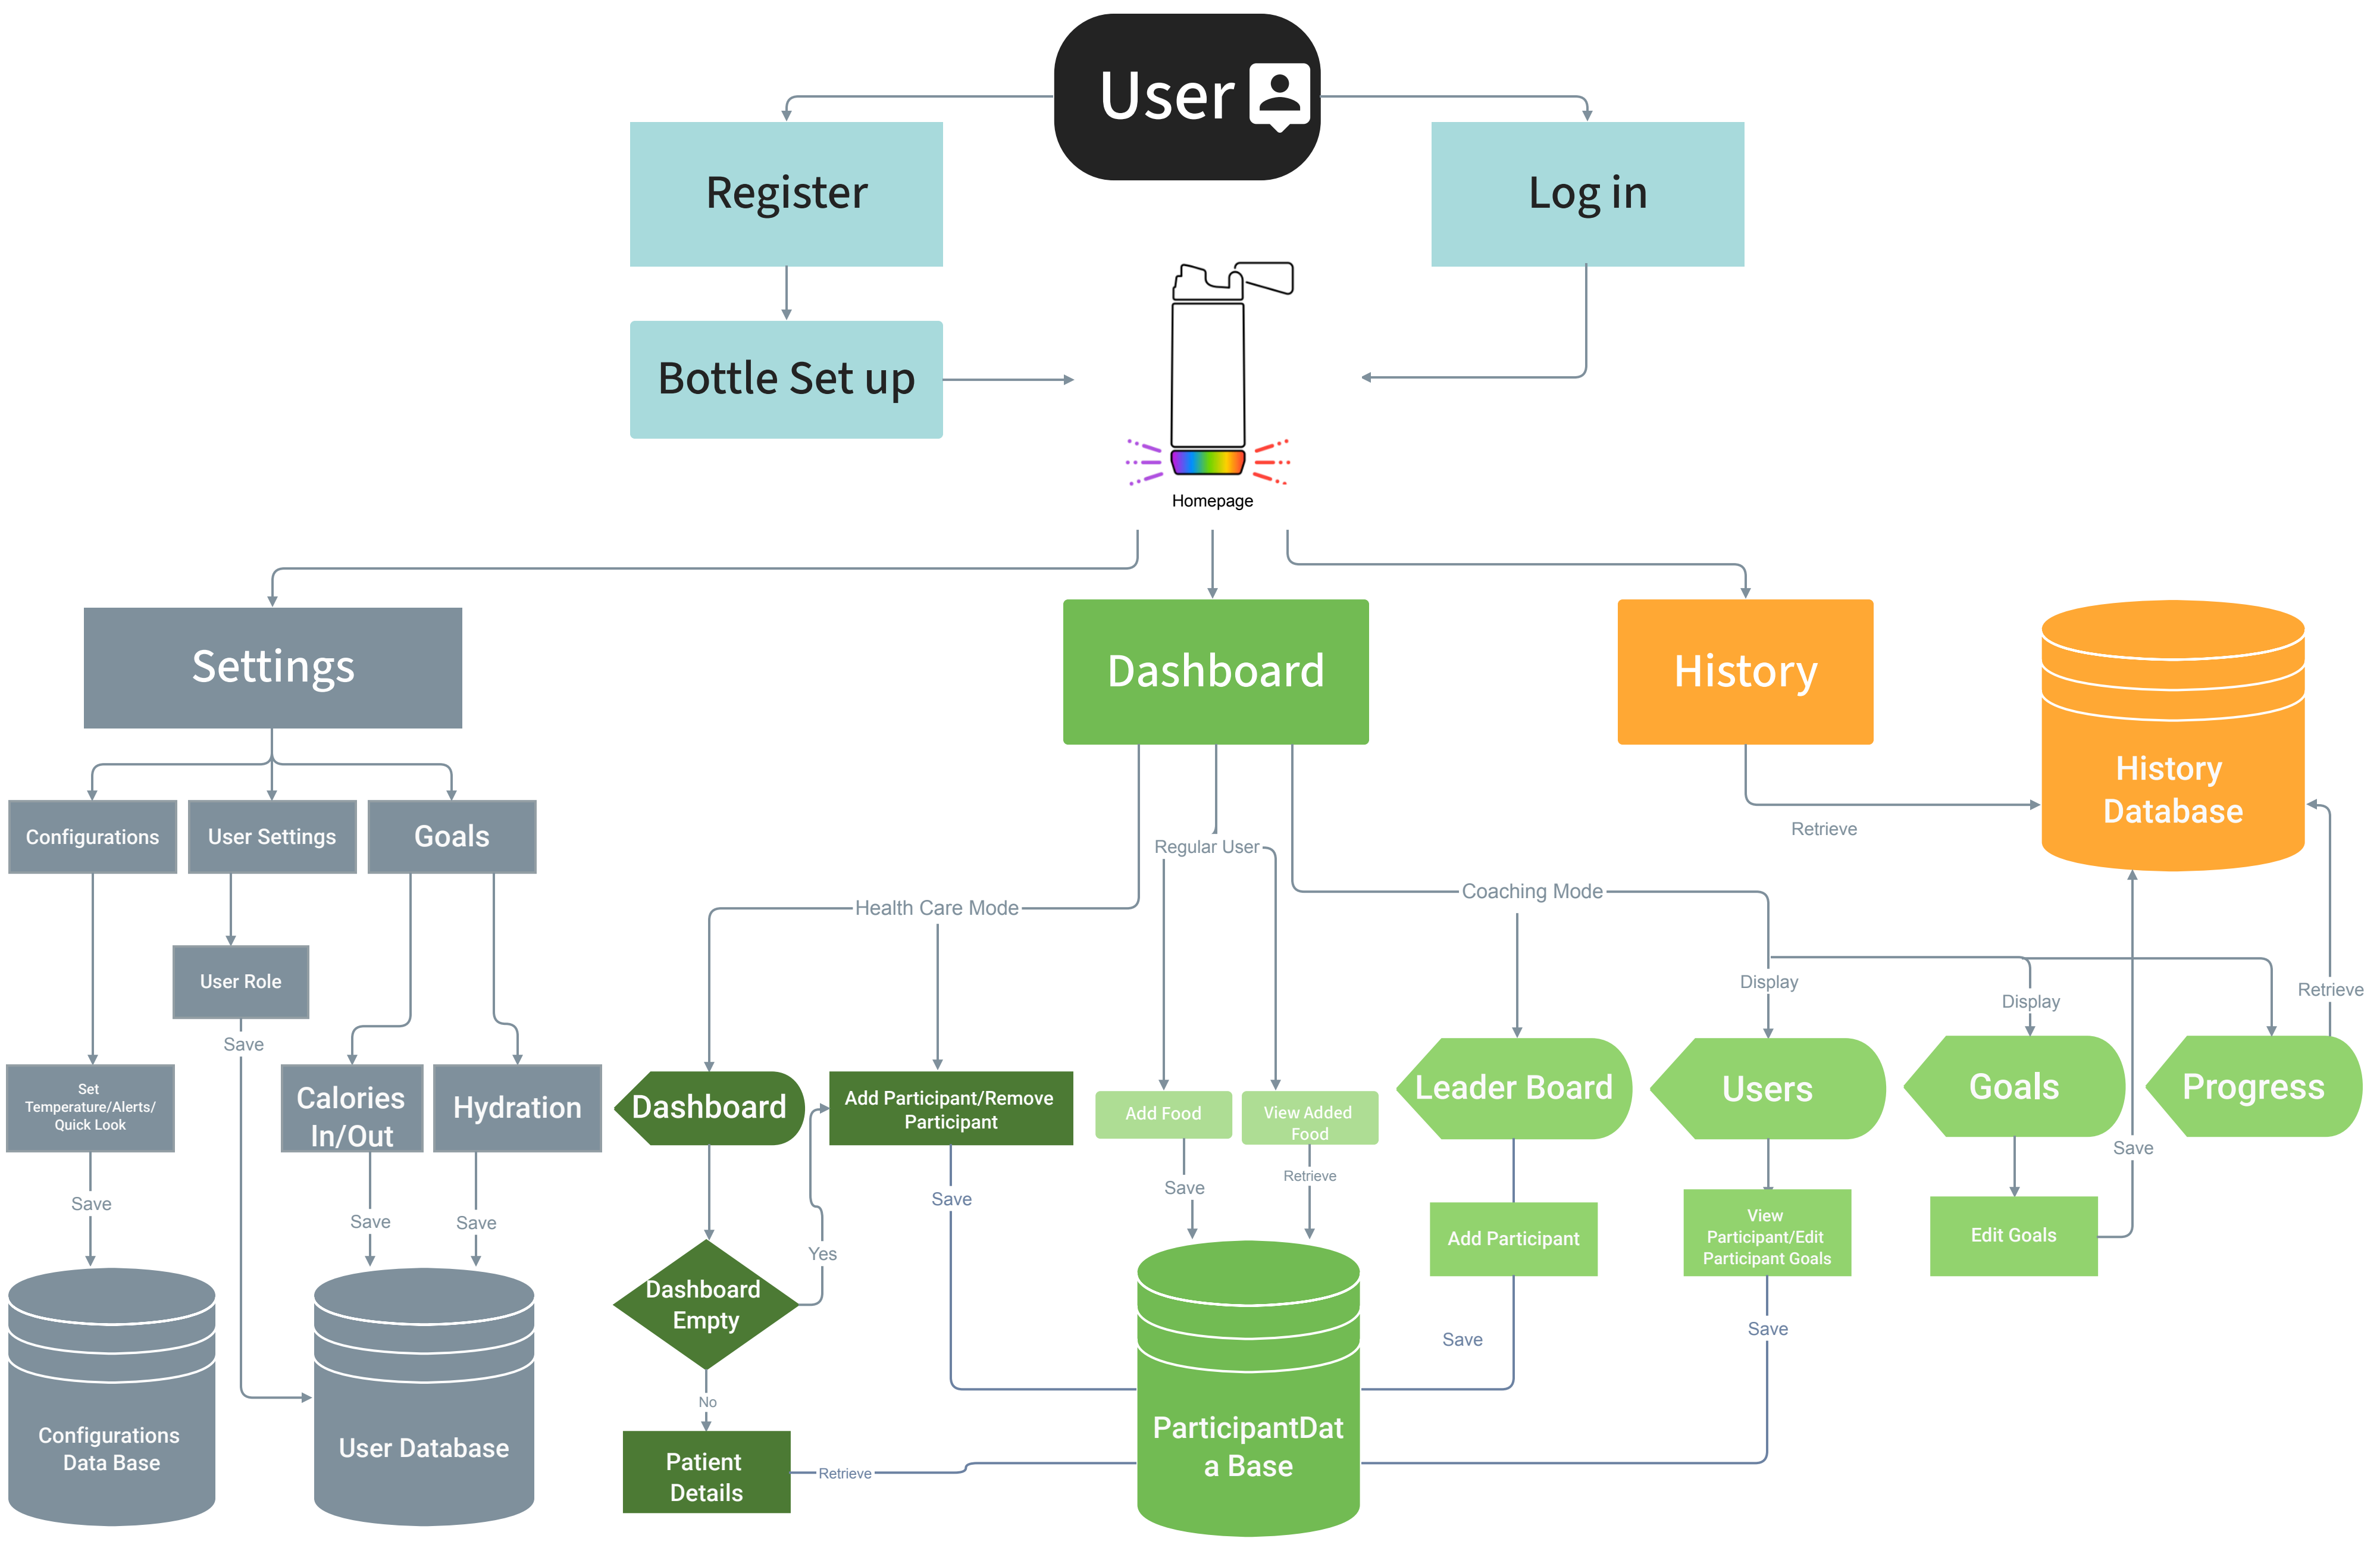 User
Register
Log in
Bottle Set up
Homepage
Settings
Dashboard
History
History
Database
Retrieve
Configurations
User Settings
Goals
Regular User
Health Care Mode
Coaching Mode
User Role
Save
Display
Display
Retrieve
Set
Temperature/Alerts/
Quick Look
Calories
In/Out
Hydration
Dashboard
Add Participant/Remove
Participant
Add Food
View Added
Food
Leader Board
Users
Goals
Progress
Save
Save
Save
Save
Save
Retrieve
Save
Yes
Dashboard
Empty
Add Participant
View
Participant/Edit
Participant Goals
Edit Goals
Save
Save
No
Configurations
Data Base
User Database
Patient
Details
Retrieve
ParticipantDat
a Base